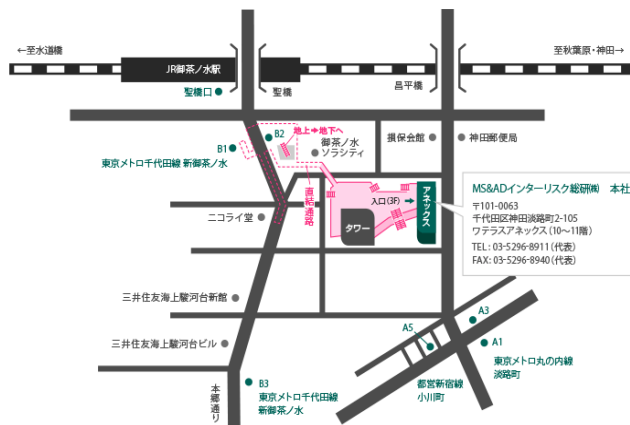 ←至水道橋
JR御茶ノ水駅
至秋葉原・神田→
聖橋口
聖橋
昌平橋
B1
B2
地上→地下へ
御茶ノ水
ソラシティ
損保会館
神田郵便局
東京メトロ千代田線 新御茶ノ水
直結通路
入口(3F)
アネックス
タワー
ニコライ堂
MS&ADインターリスク総研㈱ 本社
〒101-0063
千代田区神田淡路町2-105
ワテラスアネックス(10〜11階)
TEL: 03-5296-8911(代表)
FAX: 03-5296-8940(代表)
三井住友海上駿河台新館
三井住友海上駿河台ビル
A3
A5
A1
東京メトロ丸の内線
淡路町
都営新宿線
小川町
本郷通り
B3
東京メトロ千代田線
新御茶ノ水